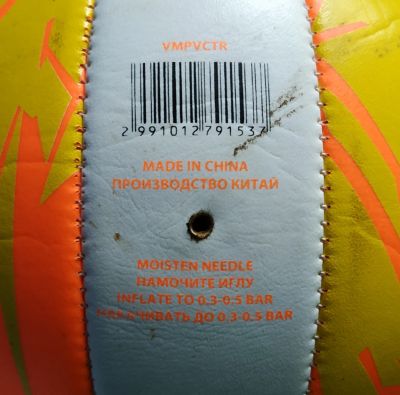 VMPVCTR
2 991012 791537
MADE IN CHINA
ПРОИЗВОДСТВО КИТАЙ
MOISTEN NEEDLE
НАМОЧИТЕ ИГЛУ
INFLATE TO 0.3-0.5 BAR
НАКАЧИВАТЬ ДО 0.3-0.5 BAR